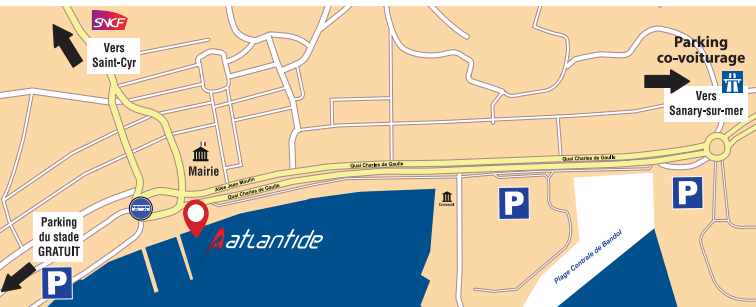 SNCF
Vers
Saint-Cyr
Parking
co-voiturage
Vers
Sanary-sur-mer
Mairie
Quai Charles de Gaulle
Quai Charles de Gaulle
Allée Jean Moulin
Quai Charles de Gaulle
Parking
du stade
GRATUIT
P
atlantide
P
P
Plage Centrale de Bandol